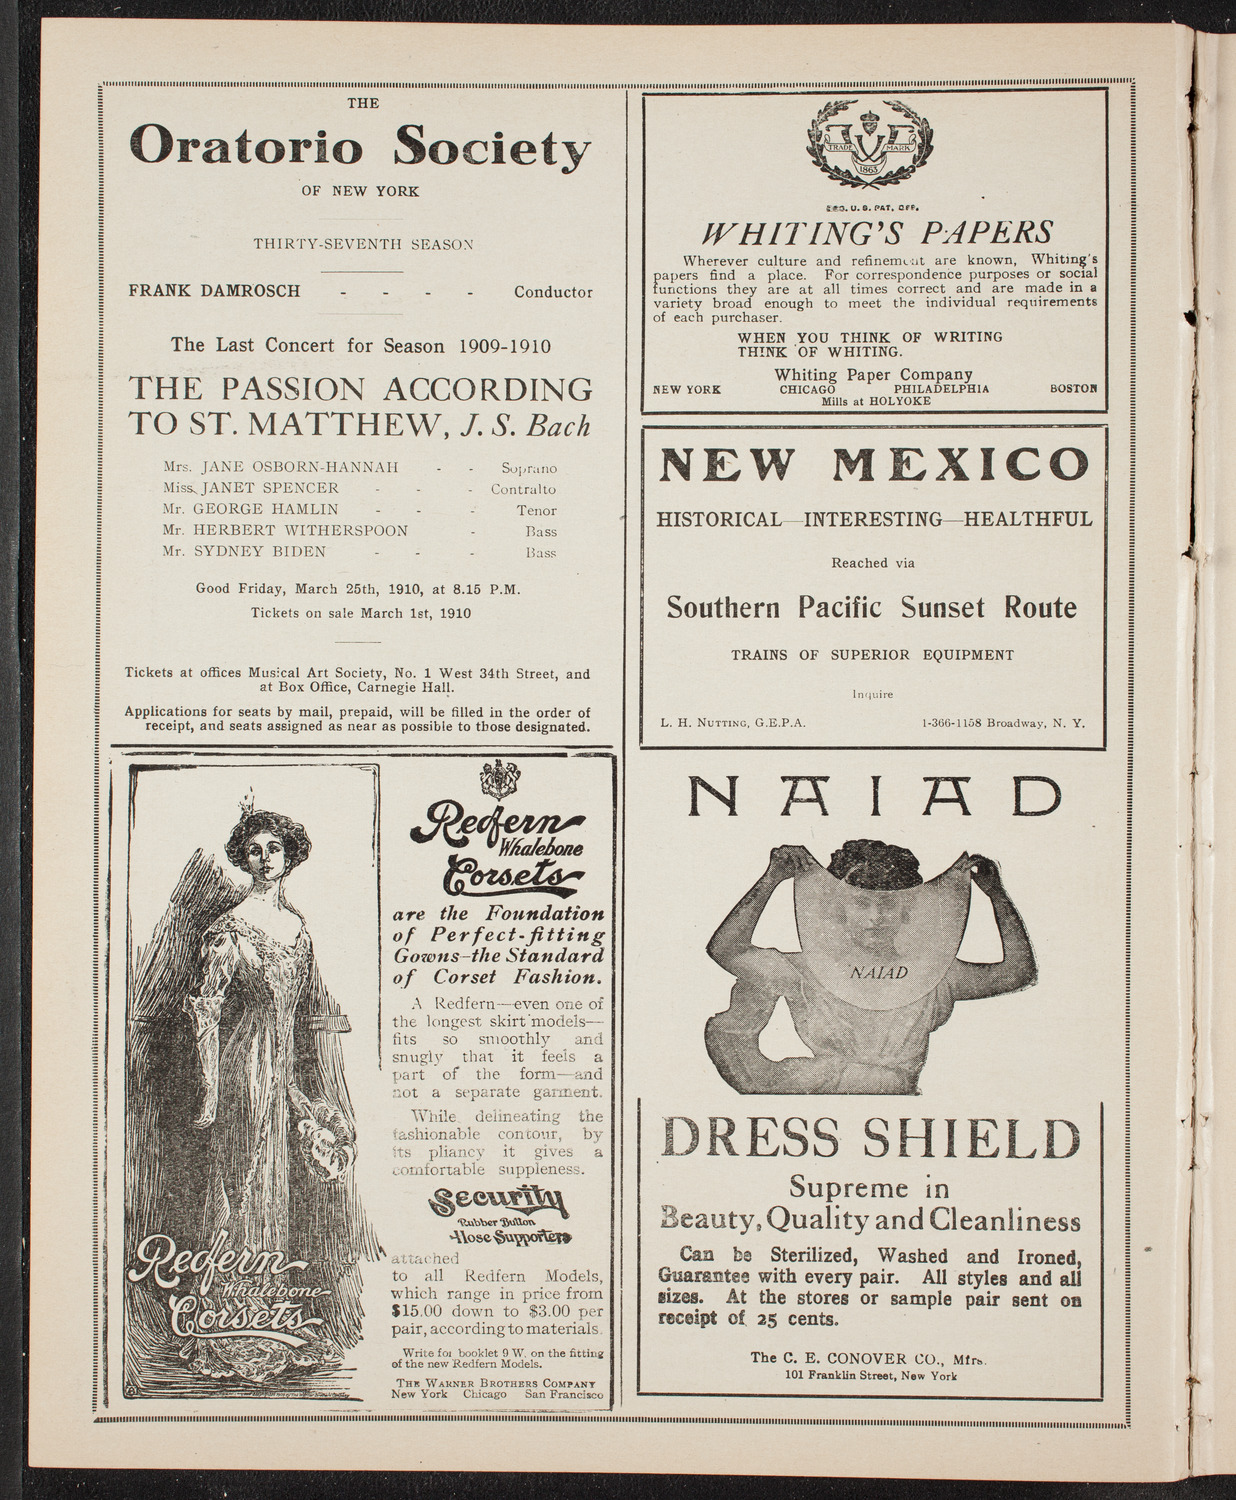 THE
Oratorio Society
OF NEW YORK
THIRTY-SEVENTH SEASON
FRANK DAMROSCH - - - - Conductor
The Last Concert for Season 1909-1910
THE PASSION ACCORDING
TO ST. MATTHEW, J. S. Bach
Mrs. JANE OSBORN-HANNAH - - Soprano
Miss JANET SPENCER - - - Contralto
Mr. GEORGE HAMLIN - - - Tenor
Mr. HERBERT WITHERSPOON - Bass
Mr. SYDNEY BIDEN - - - Bass
Good Friday, March 25th, 1910, at 8.15 P.M.
Tickets on sale March 1st, 1910
Tickets at offices Musical Art Society, No. 1 West 34th Street, and
at Box Office, Carnegie Hall.
Applications for seats by mail, prepaid, will be filled in the order of
receipt, and seats assigned as near as possible to those designated.
Redfern
Whalebone
Corsets
Redfern
Whalebone
Corsets
are the Foundation
of Perfect-fitting
Gowns—the Standard
of Corset Fashion.
A Redfern—even one of
the longest skirt models—
fits so smoothly and
snugly that it feels a
part of the form—and
not a separate garment.
While delineating the
fashionable contour, by
its pliancy it gives a
comfortable suppleness.
Security
Rubber Button
Hose Supporters
attached
to all Redfern Models,
which range in price from
$15.00 down to $3.00 per
pair, according to materials.
Write for booklet 9 W. on the fitting
of the new Redfern Models.
THE WARNER BROTHERS COMPANY
New York Chicago San Francisco
TRADE MARK
1865
REG. U. S. PAT. OFF.
WHITING'S PAPERS
Wherever culture and refinement are known, Whiting's
papers find a place. For correspondence purposes or social
functions they are at all times correct and are made in a
variety broad enough to meet the individual requirements
of each purchaser.
WHEN YOU THINK OF WRITING
THINK OF WHITING.
Whiting Paper Company
NEW YORK CHICAGO PHILADELPHIA BOSTON
Mills at HOLYOKE
NEW MEXICO
HISTORICAL—INTERESTING—HEALTHFUL
Reached via
Southern Pacific Sunset Route
TRAINS OF SUPERIOR EQUIPMENT
Inquire
L. H. NUTTING, G.E.P.A. 1-366-1158 Broadway, N. Y.
NAIAD
NAIAD
DRESS SHIELD
Supreme in
Beauty, Quality and Cleanliness
Can be Sterilized, Washed and Ironed,
Guarantee with every pair. All styles and all
sizes. At the stores or sample pair sent on
receipt of 25 cents.
The C. E. CONOVER CO., Mfrs.
101 Franklin Street, New York